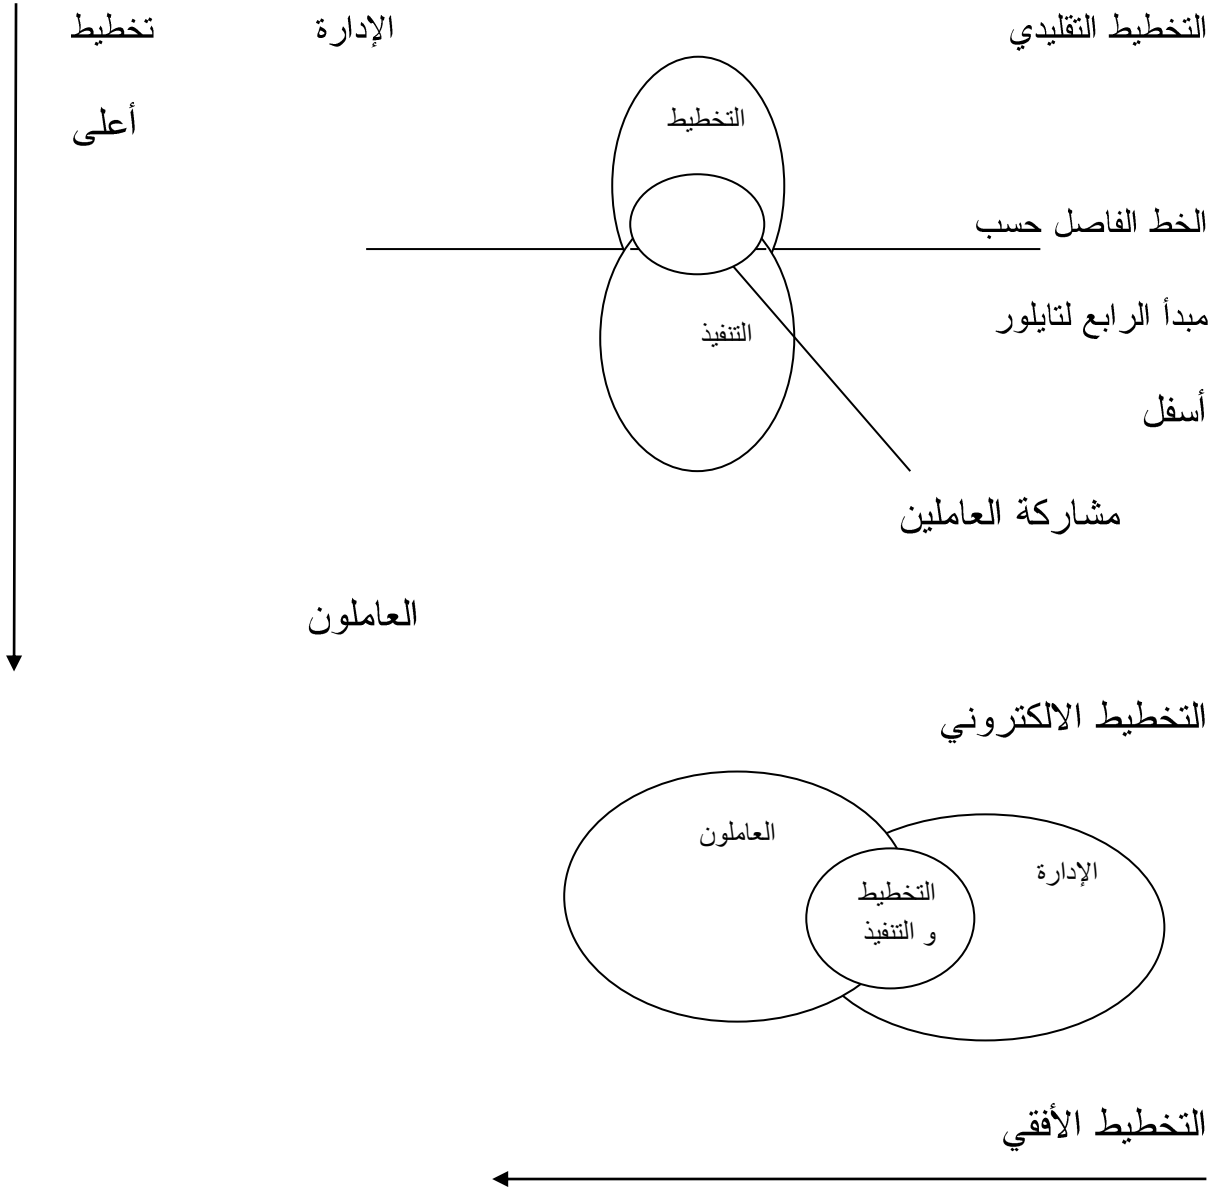 التخطيط التقليدي الإدارة تخطيط
أعلى
التخطيط
الخط الفاصل حسب
مبدأ الرابع لتايلور
التنفيذ
أسفل
مشاركة العاملين
العاملون
التخطيط الالكتروني
العاملون
الإدارة
التخطيط
و التنفيذ
التخطيط الأفقي